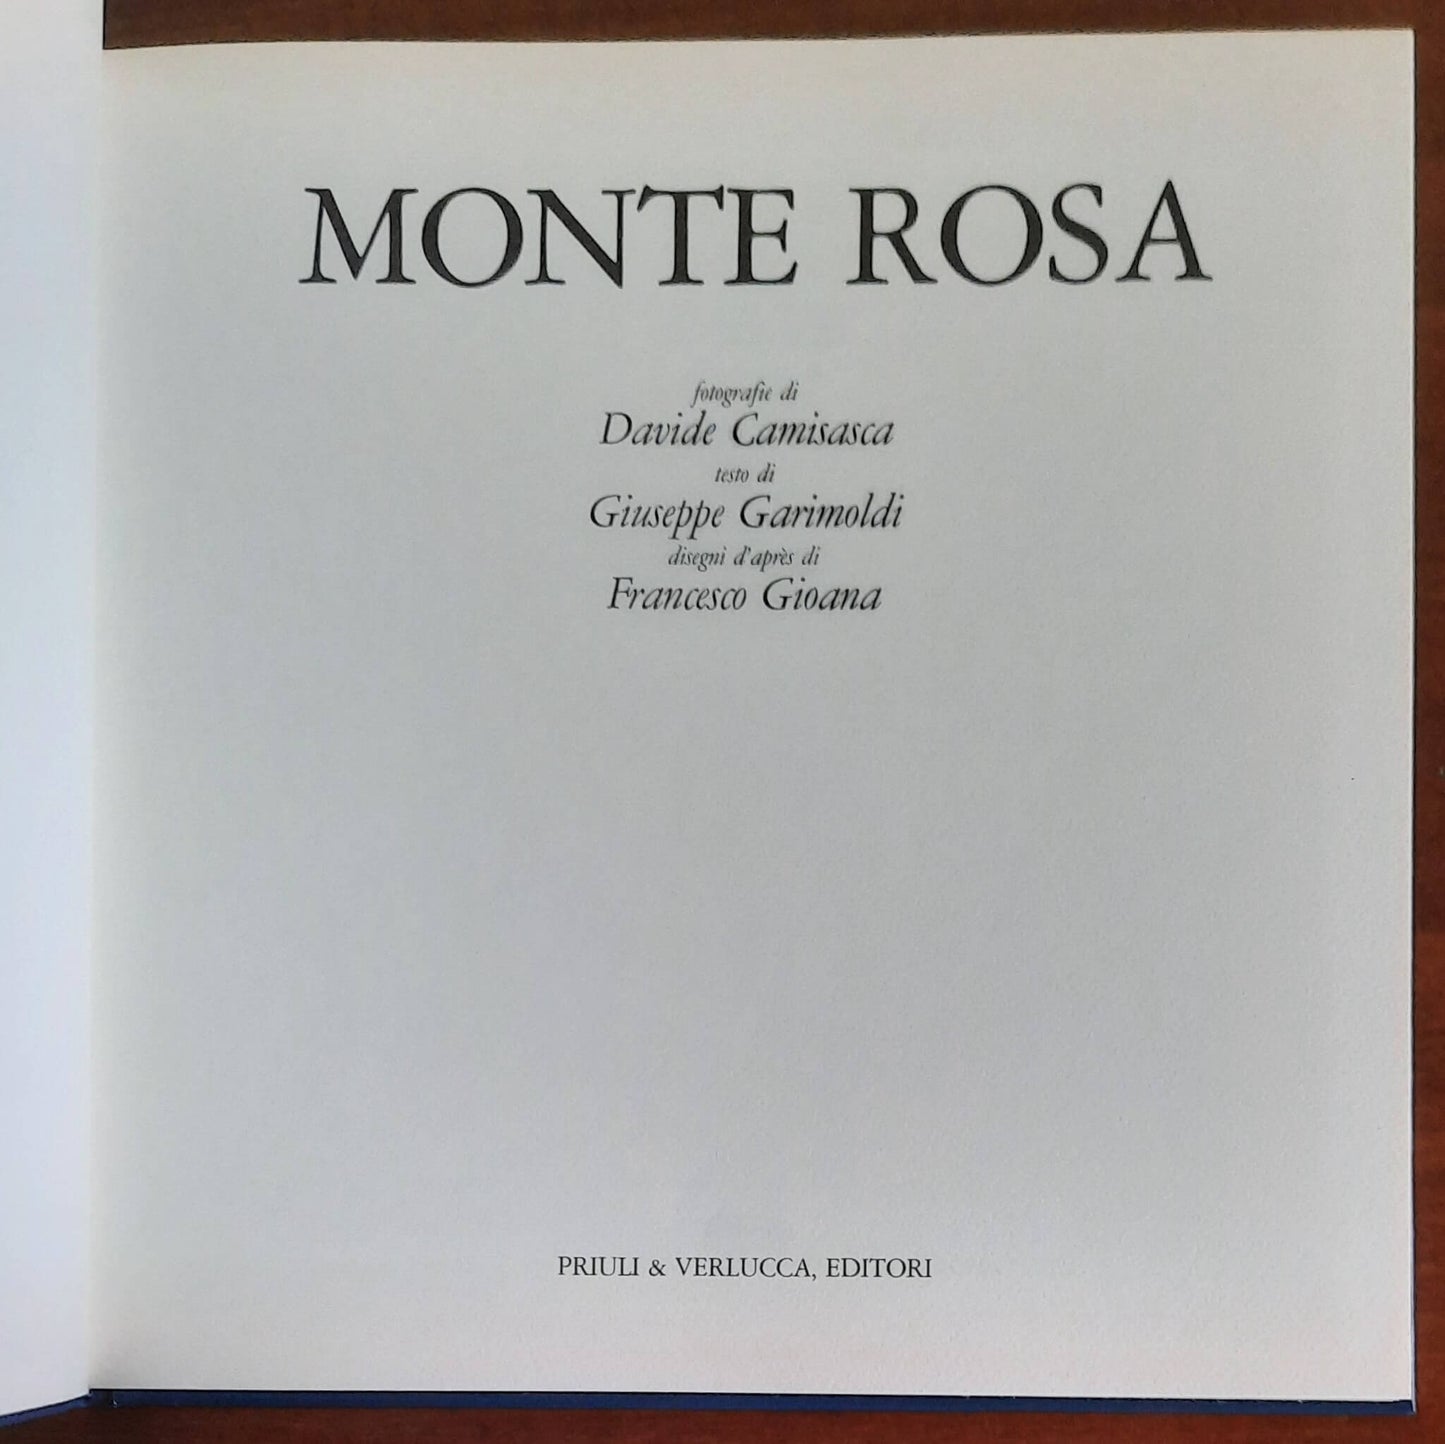 MONTE ROSA
fotografie di
Davide Camisasca
testo di
Giuseppe Garimoldi
disegni d'après di
Francesco Gioana
PRIULI & VERLUCCA, EDITORI